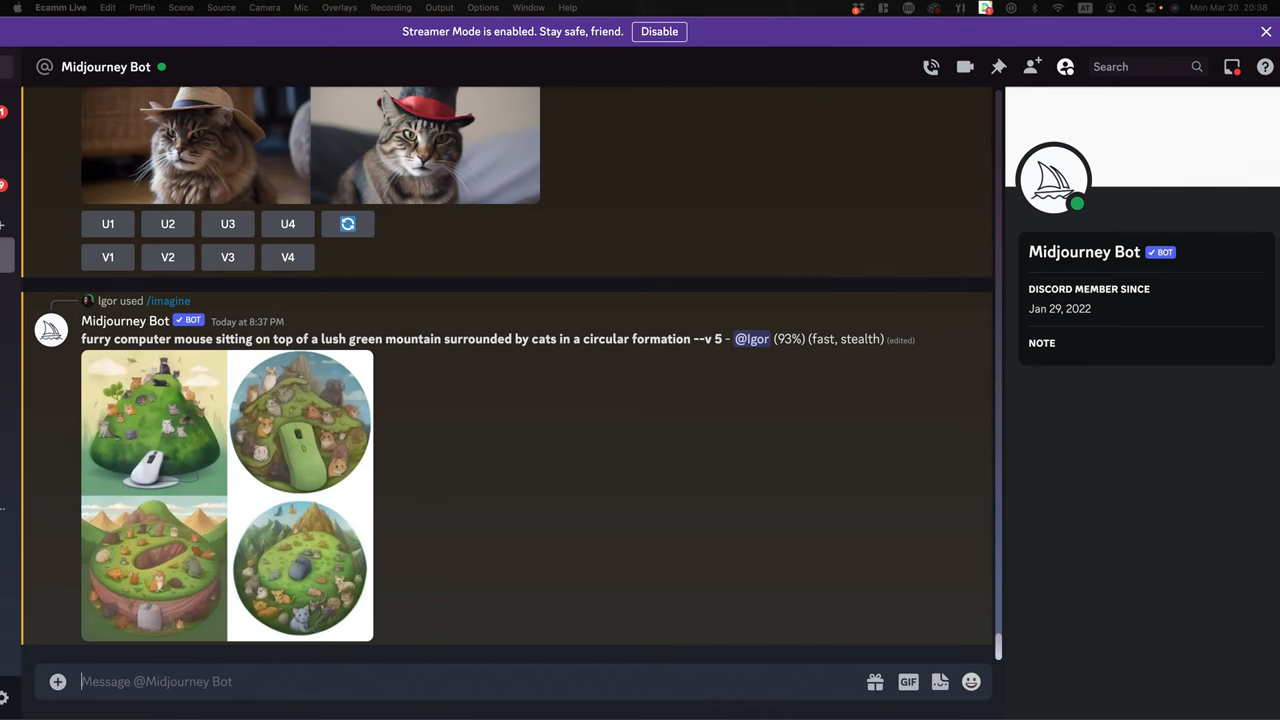 Ecamm Live Edit Profile Scene Source Camera Mic Overlays Recording Output Options Window Help AT Mon Mar 20 20:38
Streamer Mode is enabled. Stay safe, friend. Disable
Midjourney Bot Search
U1 U2 U3 U4
V1 V2 V3 V4
Igor used /imagine
Midjourney Bot ✓ BOT Today at 8:37 PM
furry computer mouse sitting on top of a lush green mountain surrounded by cats in a circular formation --v 5 - @Igor (93%) (fast, stealth) (edited)
Message @Midjourney Bot GIF
Midjourney Bot ✓ BOT
DISCORD MEMBER SINCE
Jan 29, 2022
NOTE
1
9